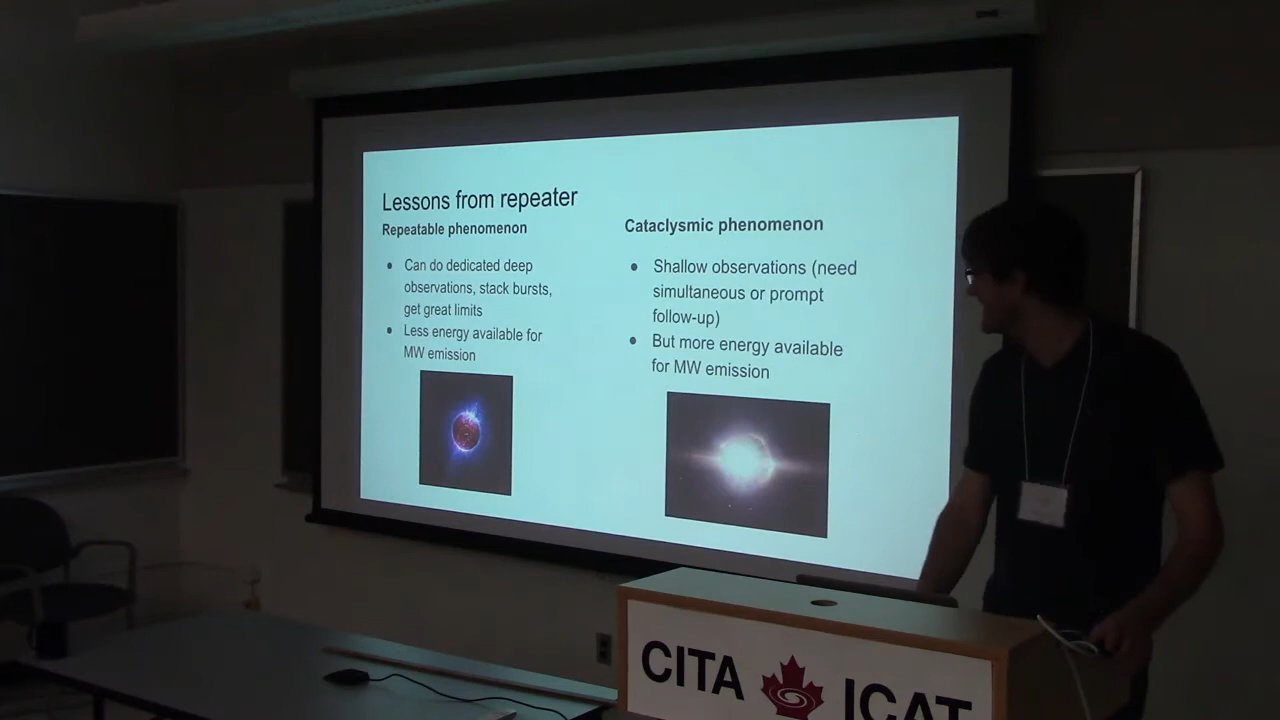 Lessons from repeater
Repeatable phenomenon
• Can do dedicated deep
observations, stack bursts,
get great limits
• Less energy available for
MW emission
Cataclysmic phenomenon
• Shallow observations (need
simultaneous or prompt
follow-up)
• But more energy available
for MW emission
CITA ICAT